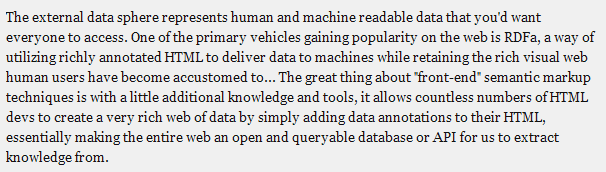 The external data sphere represents human and machine readable data that you'd want
everyone to access. One of the primary vehicles gaining popularity on the web is RDFa, a way of
utilizing richly annotated HTML to deliver data to machines while retaining the rich visual web
human users have become accustomed to... The great thing about "front-end" semantic markup
techniques is with a little additional knowledge and tools, it allows countless numbers of HTML
devs to create a very rich web of data by simply adding data annotations to their HTML,
essentially making the entire web an open and queryable database or API for us to extract
knowledge from.